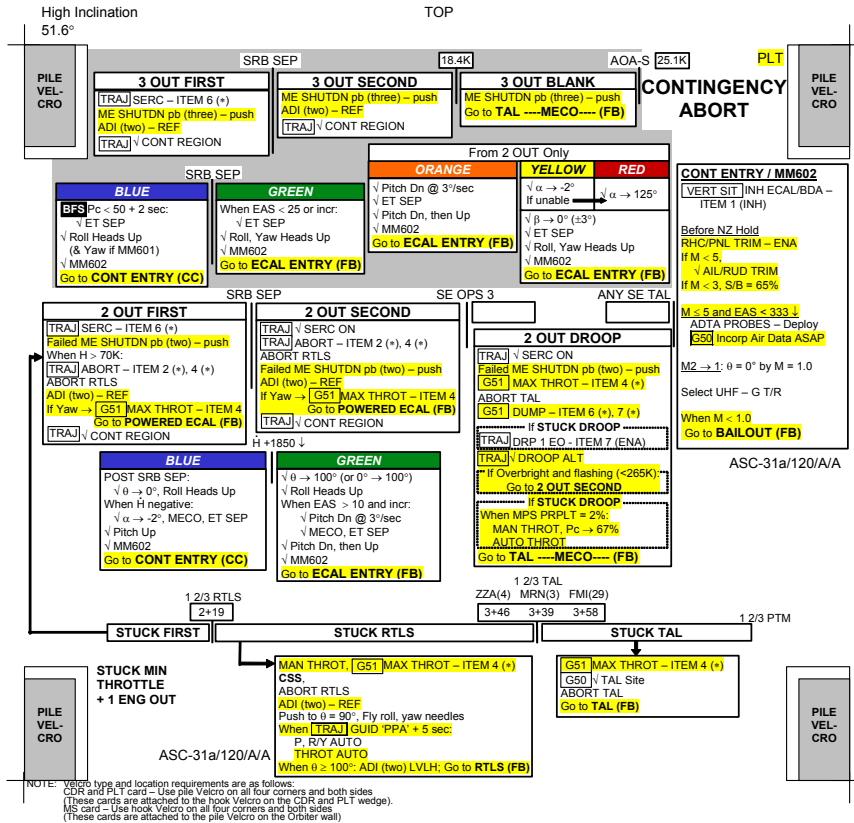 High Inclination
51.6°
TOP
PILE
VEL-
CRO
SRB SEP
18.4K
AOA-S
25.1K
PLT
PILE
VEL-
CRO
CONTINGENCY
ABORT
3 OUT FIRST
TRAJ SERC – ITEM 6 (*)
ME SHUTDN pb (three) – push
ADI (two) – REF
TRAJ √ CONT REGION
3 OUT SECOND
ME SHUTDN pb (three) – push
ADI (two) – REF
TRAJ √ CONT REGION
3 OUT BLANK
ME SHUTDN pb (three) – push
Go to TAL ----MECO---- (FB)
SRB SEP
BLUE
BFS Pc < 50 + 2 sec:
√ ET SEP
√ Roll Heads Up
(& Yaw if MM601)
√ MM602
Go to CONT ENTRY (CC)
GREEN
When EAS < 25 or incr:
√ ET SEP
√ Roll, Yaw Heads Up
√ MM602
Go to ECAL ENTRY (FB)
From 2 OUT Only
ORANGE
√ Pitch Dn @ 3°/sec
√ ET SEP
√ Pitch Dn, then Up
√ MM602
Go to ECAL ENTRY (FB)
YELLOW
RED
√ α → -2°
If unable
√ α → 125°
√ β → 0° (±3°)
√ ET SEP
√ Roll, Yaw Heads Up
√ MM602
Go to ECAL ENTRY (FB)
CONT ENTRY / MM602
VERT SIT INH ECAL/BDA –
ITEM 1 (INH)
Before NZ Hold
RHC/PNL TRIM – ENA
If M < 5,
√ AIL/RUD TRIM
If M < 3, S/B = 65%
M ≤ 5 and EAS < 333 ↓
ADTA PROBES – Deploy
G50 Incorp Air Data ASAP
M2 → 1: θ = 0° by M = 1.0
Select UHF – G T/R
When M < 1.0
Go to BAILOUT (FB)
ASC-31a/120/A/A
SRB SEP
SE OPS 3
ANY SE TAL
2 OUT FIRST
TRAJ SERC – ITEM 6 (*)
Failed ME SHUTDN pb (two) – push
When H > 70K:
TRAJ ABORT – ITEM 2 (*), 4 (*)
ABORT RTLS
ADI (two) – REF
If Yaw → G51 MAX THROT – ITEM 4
Go to POWERED ECAL (FB)
TRAJ √ CONT REGION
2 OUT SECOND
TRAJ √ SERC ON
TRAJ ABORT – ITEM 2 (*), 4 (*)
ABORT RTLS
Failed ME SHUTDN pb (two) – push
ADI (two) – REF
If Yaw → G51 MAX THROT – ITEM 4
Go to POWERED ECAL (FB)
TRAJ √ CONT REGION
2 OUT DROOP
TRAJ √ SERC ON
Failed ME SHUTDN pb (two) – push
G51 MAX THROT – ITEM 4 (*)
ABORT TAL
G51 DUMP – ITEM 6 (*), 7 (*)
If STUCK DROOP
TRAJ DRP 1 EO - ITEM 7 (ENA)
TRAJ √ DROOP ALT
If Overbright and flashing (<265K):
Go to 2 OUT SECOND
If STUCK DROOP
When MPS PRPLT = 2%:
MAN THROT, Pc → 67%
AUTO THROT
Go to TAL ----MECO---- (FB)
Ḣ +1850 ↓
BLUE
POST SRB SEP:
√ θ → 0°, Roll Heads Up
When Ḣ negative:
√ α → -2°, MECO, ET SEP
√ Pitch Up
√ MM602
Go to CONT ENTRY (CC)
GREEN
√ θ → 100° (or 0° → 100°)
√ Roll Heads Up
When EAS > 10 and incr:
√ Pitch Dn @ 3°/sec
√ MECO, ET SEP
√ Pitch Dn, then Up
√ MM602
Go to ECAL ENTRY (FB)
1 2/3 RTLS
2+19
1 2/3 TAL
ZZA(4) MRN(3) FMI(29)
3+46 3+39 3+58
1 2/3 PTM
STUCK FIRST
STUCK RTLS
STUCK TAL
PILE
VEL-
CRO
STUCK MIN
THROTTLE
+ 1 ENG OUT
MAN THROT, G51 MAX THROT – ITEM 4 (*)
CSS,
ABORT RTLS
ADI (two) – REF
Push to θ = 90°, Fly roll, yaw needles
When TRAJ GUID 'PPA' + 5 sec:
P, R/Y AUTO
THROT AUTO
When θ ≥ 100°: ADI (two) LVLH; Go to RTLS (FB)
G51 MAX THROT – ITEM 4 (*)
G50 √ TAL Site
ABORT TAL
Go to TAL (FB)
PILE
VEL-
CRO
ASC-31a/120/A/A
NOTE: Velcro type and location requirements are as follows:
CDR and PLT card – Use pile Velcro on all four corners and both sides
(These cards are attached to the hook Velcro on the CDR and PLT wedge).
MS card – Use hook Velcro on all four corners and both sides
(These cards are attached to the pile Velcro on the Orbiter wall)